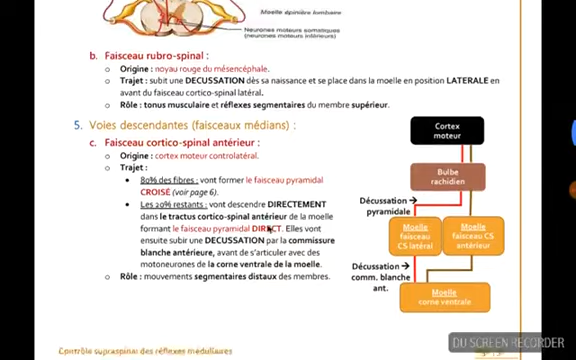 Moelle épinière lombaire
Neurones moteurs somatiques
(neurones moteurs inférieurs)
b. Faisceau rubro-spinal :
o Origine : noyau rouge du mésencéphale.
o Trajet : subit une DECUSSATION dès sa naissance et se place dans la moelle en position LATERALE en
avant du faisceau cortico-spinal latéral.
o Rôle : tonus musculaire et réflexes segmentaires du membre supérieur.
5. Voies descendantes (faisceaux médians) :
c. Faisceau cortico-spinal antérieur :
o Origine : cortex moteur controlatéral.
o Trajet :
• 80% des fibres : vont former le faisceau pyramidal
CROISÉ (voir page 6).
• Les 20% restants : vont descendre DIRECTEMENT
dans le tractus cortico-spinal antérieur de la moelle
formant le faisceau pyramidal DIRECT. Elles vont
ensuite subir une DECUSSATION par la commissure
blanche antérieure, avant de s'articuler avec des
motoneurones de la corne ventrale de la moelle.
o Rôle : mouvements segmentaires distaux des membres.
Cortex
moteur
Bulbe
rachidien
Décussation →
pyramidale
Moelle
faisceau
CS latéral
Moelle
faisceau CS
antérieur
Décussation →
comm. blanche
ant.
Moelle
corne ventrale
Contrôle supraspinal des réflexes médullaires
DU SCREEN RECORDER